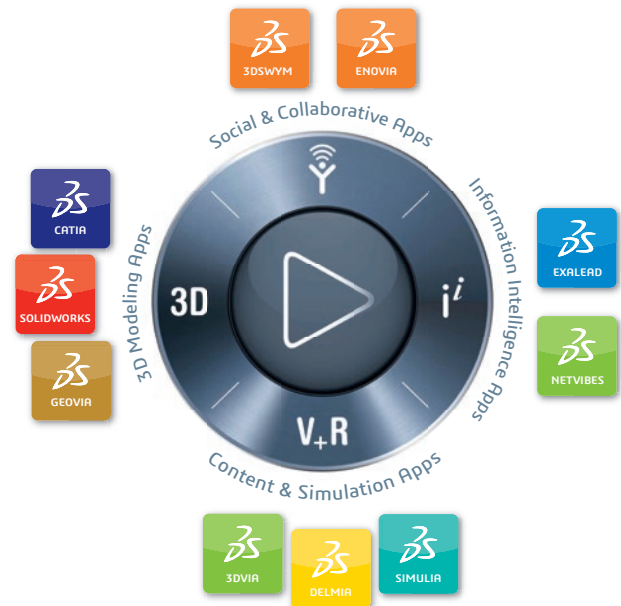 3DSWYM
ENOVIA
Social & Collaborative Apps
CATIA
SOLIDWORKS
GEOVIA
3D Modeling Apps
3D
i i
Information Intelligence Apps
EXALEAD
NETVIBES
V+R
Content & Simulation Apps
3DVIA
DELMIA
SIMULIA